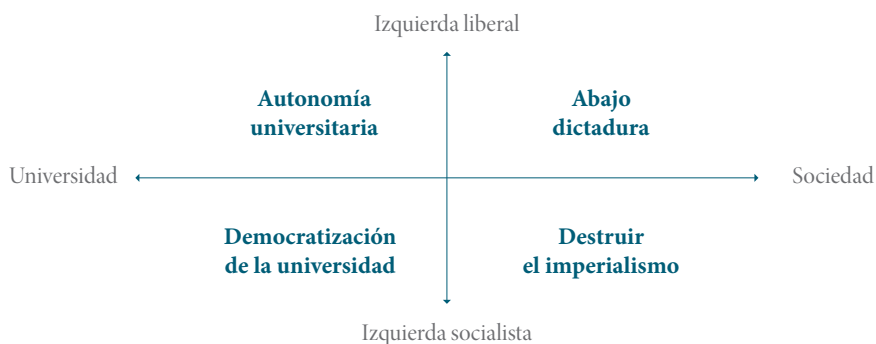 Izquierda liberal
Autonomía
universitaria
Abajo
dictadura
Universidad
Sociedad
Democratización
de la universidad
Destruir
el imperialismo
Izquierda socialista